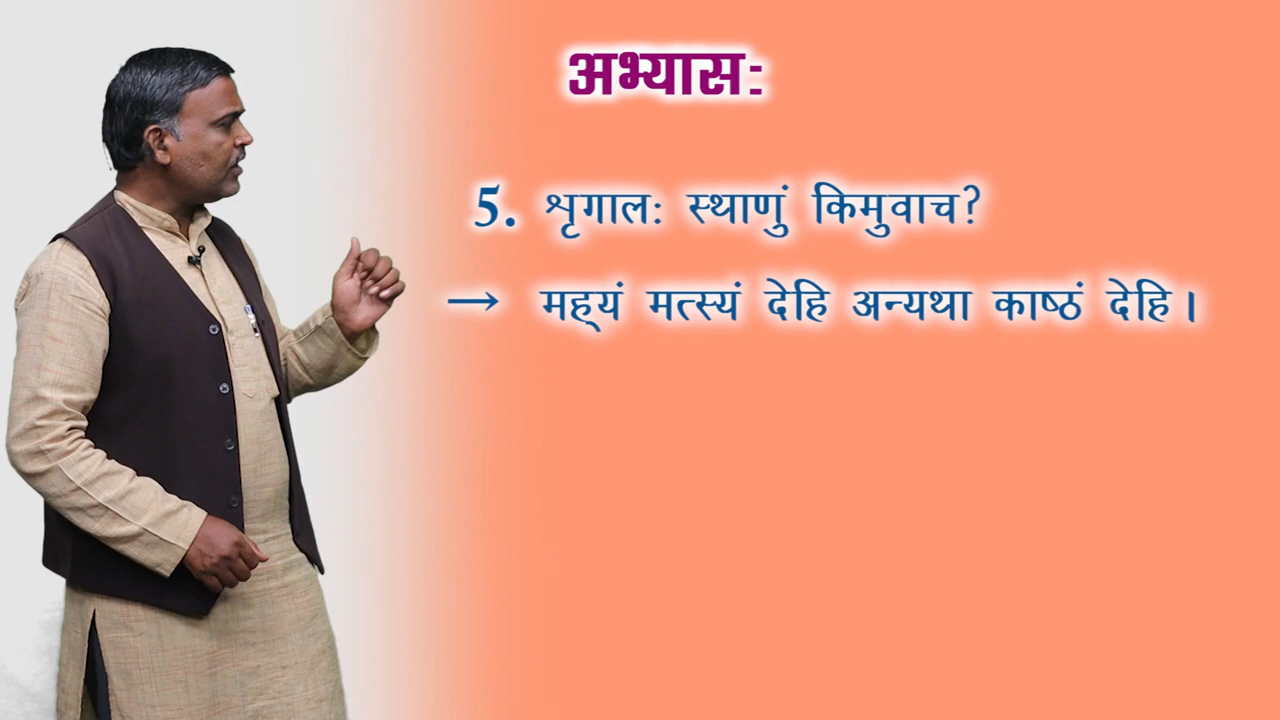 अभ्यासः
5. शृगालः स्थाणुं किमुवाच?
→ मह्यं मत्स्यं देहि अन्यथा काष्ठं देहि।